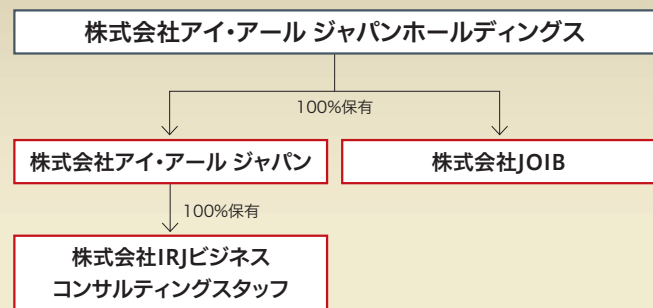 株式会社アイ・アール ジャパンホールディングス
100%保有
株式会社アイ・アール ジャパン
株式会社JOIB
100%保有
株式会社IRJビジネス
コンサルティングスタッフ